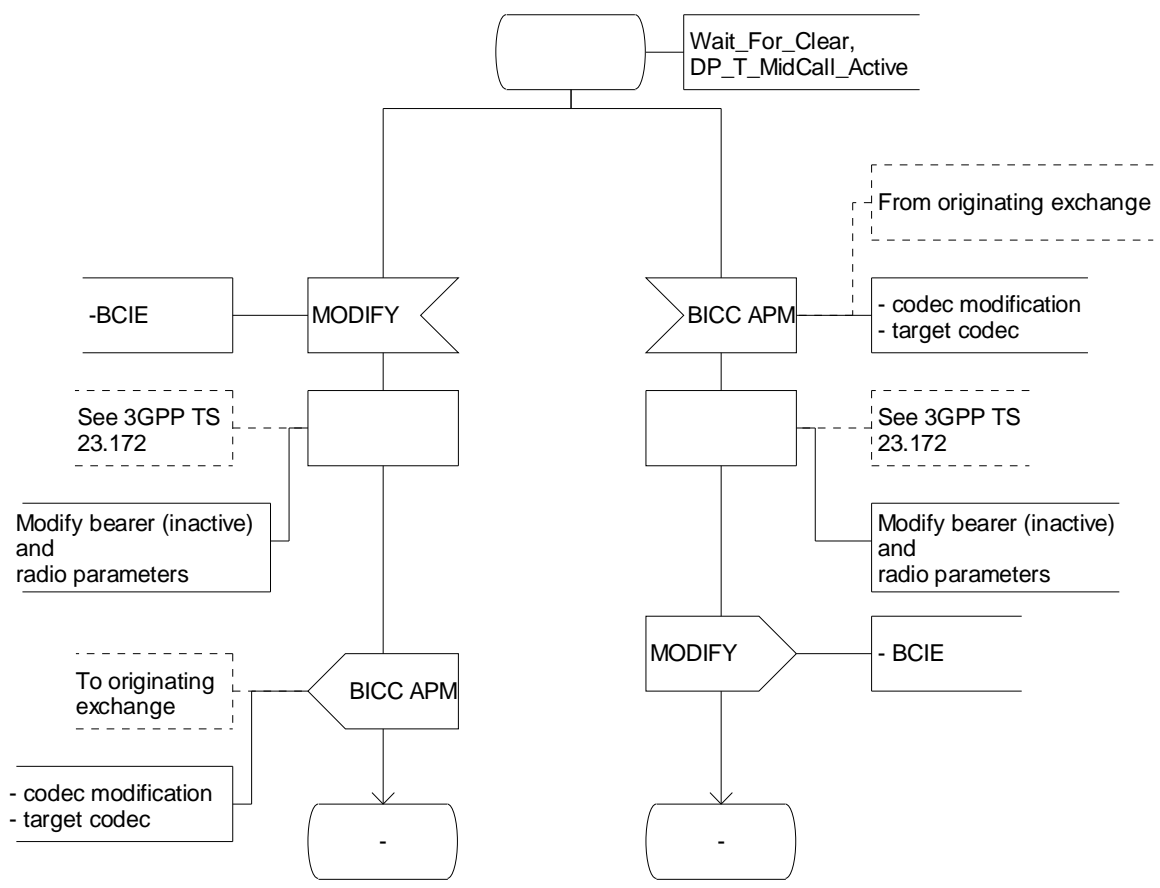 Wait_For_Clear,
DP_T_MidCall_Active
From originating exchange
-BCIE
MODIFY
BICC APM
- codec modification
- target codec
See 3GPP TS
23.172
See 3GPP TS
23.172
Modify bearer (inactive)
and
radio parameters
Modify bearer (inactive)
and
radio parameters
MODIFY
- BCIE
To originating
exchange
BICC APM
- codec modification
- target codec
-
-